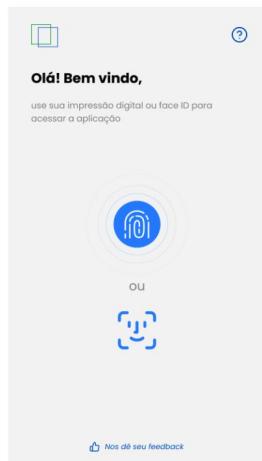 Olá! Bem vindo,
use sua impressão digital ou face ID para
acessar a aplicação
ou
Nos dê seu feedback